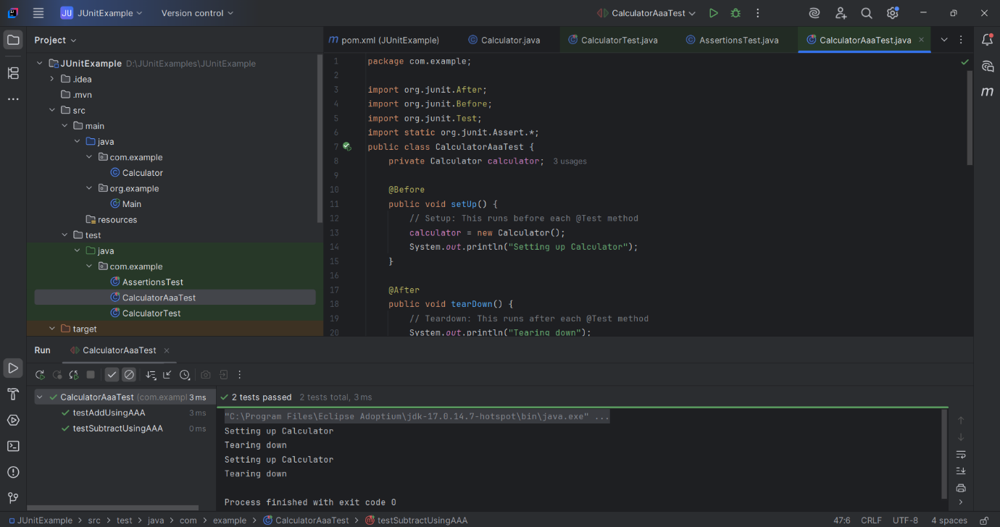 JU JUnitExample Version control CalculatorAaaTest
Project
JUnitExample D:\JUnitExamples\JUnitExample
.idea
.mvn
src
main
java
com.example
Calculator
org.example
Main
resources
test
java
com.example
AssertionsTest
CalculatorAaaTest
CalculatorTest
target
m pom.xml (JUnitExample) Calculator.java CalculatorTest.java AssertionsTest.java CalculatorAaaTest.java
1 package com.example;
2
3 import org.junit.After;
4 import org.junit.Before;
5 import org.junit.Test;
6 import static org.junit.Assert.*;
7 public class CalculatorAaaTest {
8 private Calculator calculator; 3 usages
9
10 @Before
11 public void setUp() {
12 // Setup: This runs before each @Test method
13 calculator = new Calculator();
14 System.out.println("Setting up Calculator");
15 }
16
17 @After
18 public void tearDown() {
19 // Teardown: This runs after each @Test method
20 System.out.println("Tearing down");
m
Run CalculatorAaaTest
CalculatorAaaTest (com.exampl 3 ms
testAddUsingAAA 3 ms
testSubtractUsingAAA 0 ms
2 tests passed 2 tests total, 3 ms
"C:\Program Files\Eclipse Adoptium\jdk-17.0.14.7-hotspot\bin\java.exe" ...
Setting up Calculator
Tearing down
Setting up Calculator
Tearing down
Process finished with exit code 0
JUnitExample > src > test > java > com > example > CalculatorAaaTest > testSubtractUsingAAA 47:6 CRLF UTF-8 4 spaces